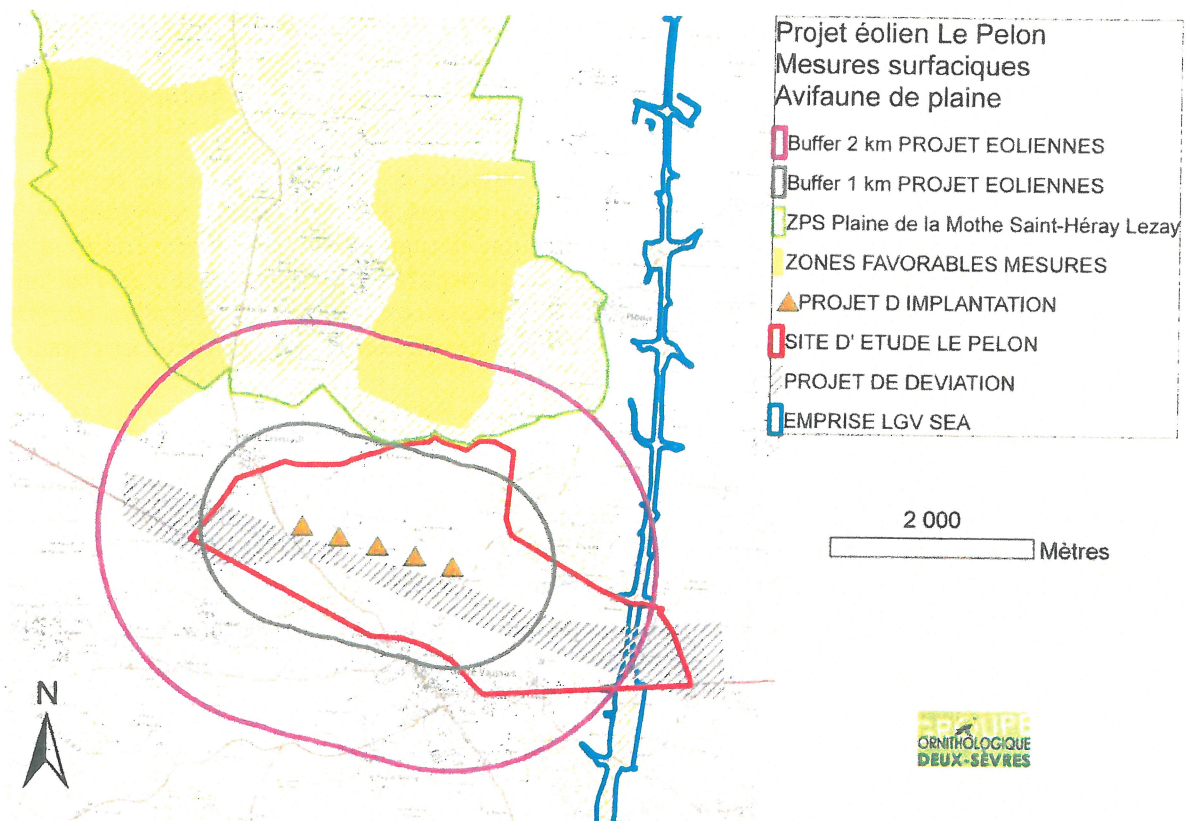 Projet éolien Le Pelon
Mesures surfaciques
Avifaune de plaine
Buffer 2 km PROJET EOLIENNES
Buffer 1 km PROJET EOLIENNES
ZPS Plaine de la Mothe Saint-Héray Lezay
ZONES FAVORABLES MESURES
PROJET D IMPLANTATION
SITE D' ETUDE LE PELON
PROJET DE DEVIATION
EMPRISE LGV SEA
2 000
Mètres
N
GROUPE
ORNITHOLOGIQUE
DEUX-SÈVRES